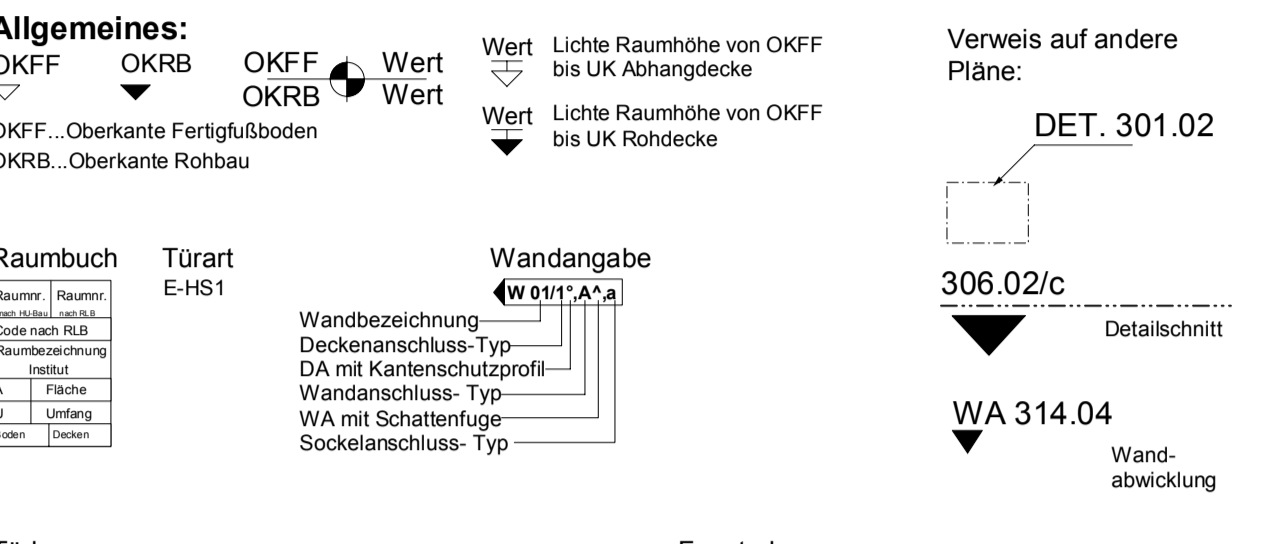 Allgemeines:
OKFF OKRB OKFF Wert
OKRB Wert
OKFF...Oberkante Fertigfußboden
OKRB...Oberkante Rohbau
Wert Lichte Raumhöhe von OKFF
bis UK Abhangdecke
Wert Lichte Raumhöhe von OKFF
bis UK Rohdecke
Verweis auf andere
Pläne:
DET. 301.02
306.02/c
Detailschnitt
WA 314.04
Wand-
abwicklung
Raumbuch
Raumnr. Raumnr.
nach HU-Bau nach RLB
Code nach RLB
Raumbezeichnung
Institut
A Fläche
U Umfang
Boden Decken
Türart
E-HS1
Wandangabe
W 01/1°,A^,a
Wandbezeichnung
Deckenanschluss-Typ
DA mit Kantenschutzprofil
Wandanschluss- Typ
WA mit Schattenfuge
Sockelanschluss- Typ